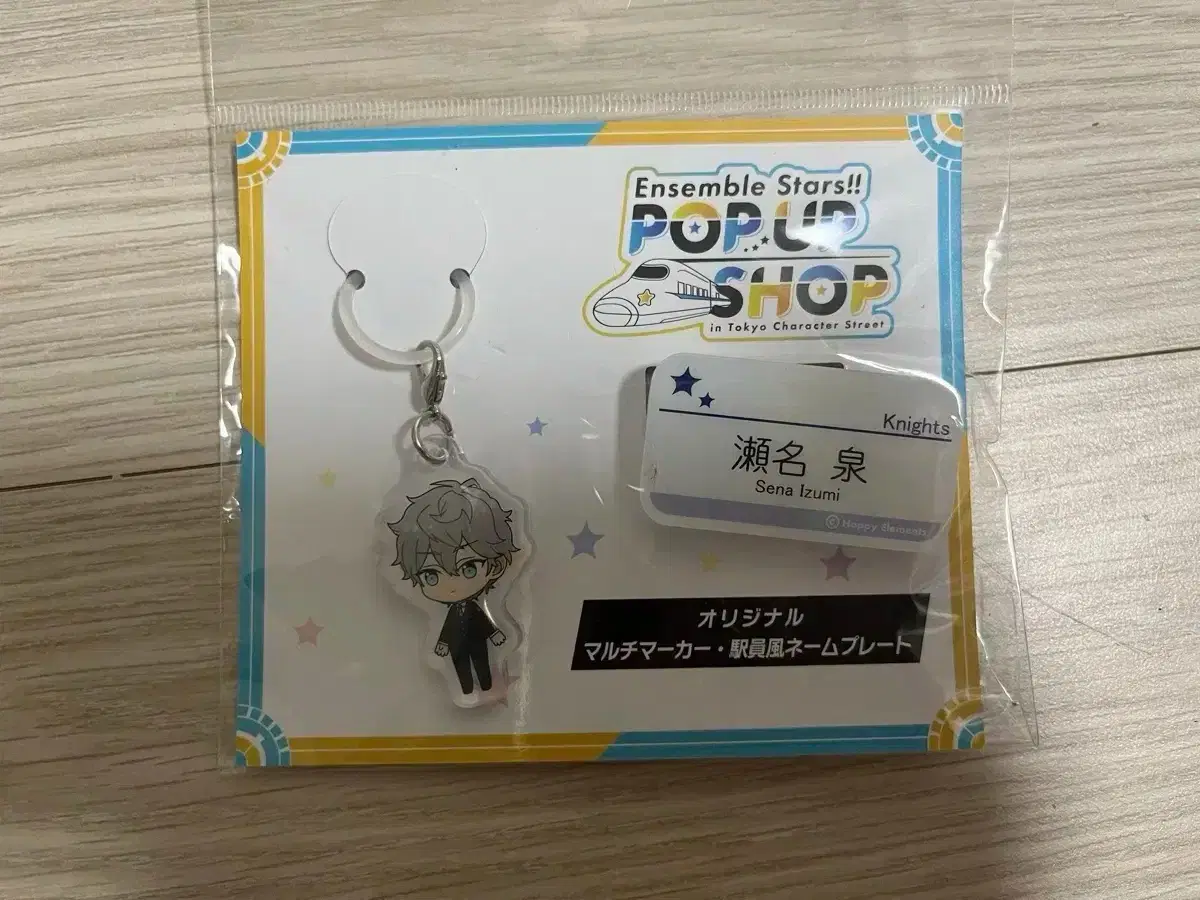 Ensemble Stars!!
POP UP
SHOP
in Tokyo Character Street
Knights
瀬名 泉
Sena Izumi
© Happy Elements
オリジナル
マルチマーカー・駅員風ネームプレート